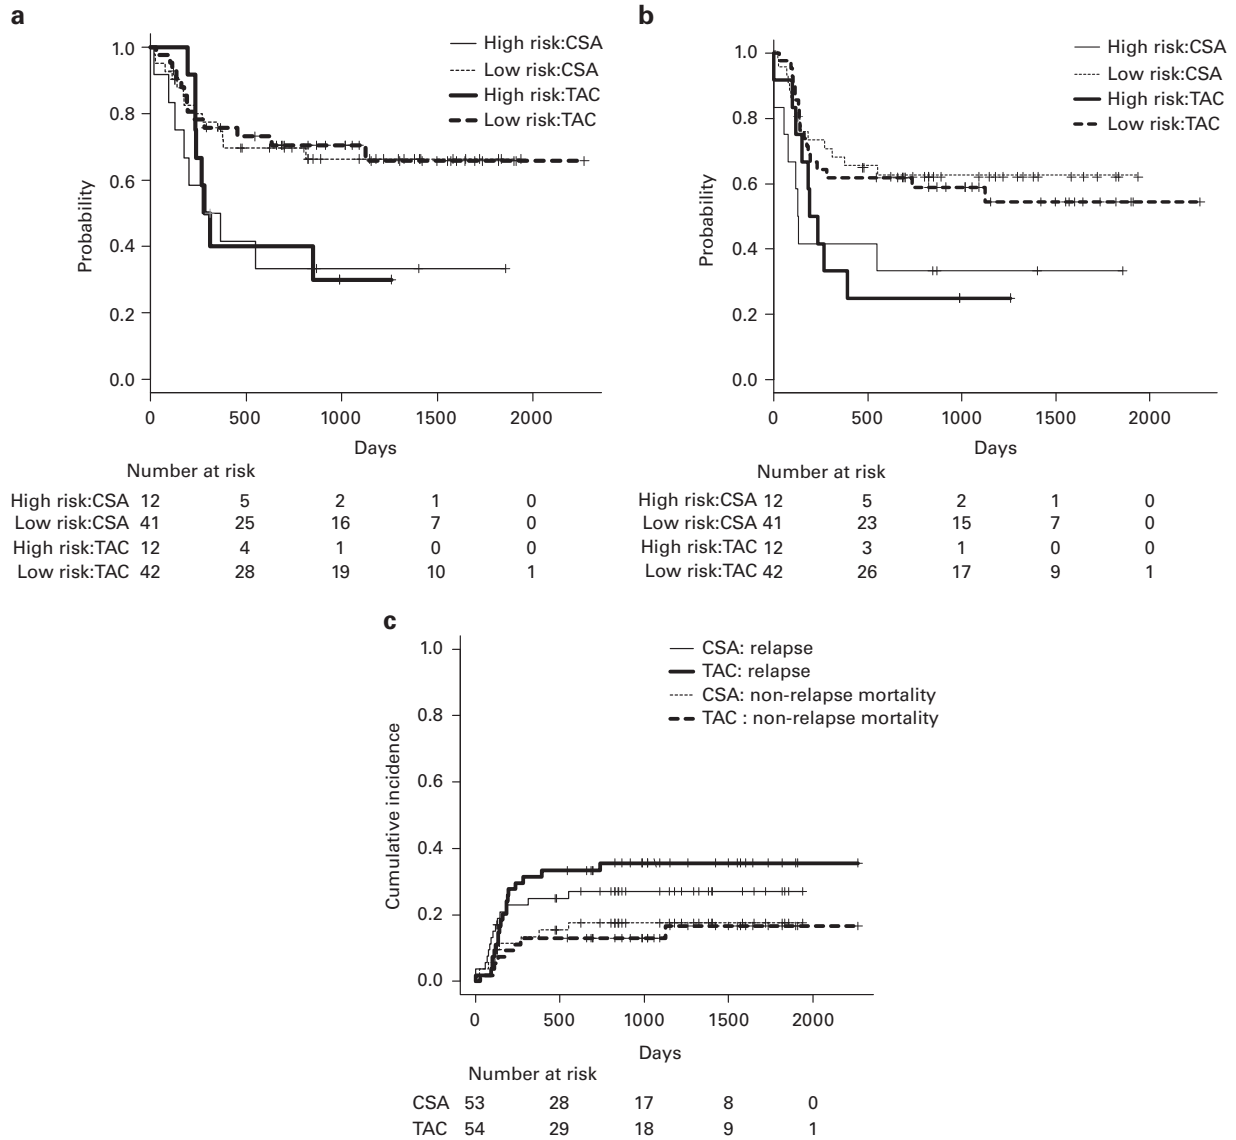 a
1.0
0.8
0.6
0.4
0.2
0.0
Probability
High risk:CSA
Low risk:CSA
High risk:TAC
Low risk:TAC
0 500 1000 1500 2000
Days
Number at risk
High risk:CSA 12 5 2 1 0
Low risk:CSA 41 25 16 7 0
High risk:TAC 12 4 1 0 0
Low risk:TAC 42 28 19 10 1
b
1.0
0.8
0.6
0.4
0.2
0.0
Probability
High risk:CSA
Low risk:CSA
High risk:TAC
Low risk:TAC
0 500 1000 1500 2000
Days
Number at risk
High risk:CSA 12 5 2 1 0
Low risk:CSA 41 23 15 7 0
High risk:TAC 12 3 1 0 0
Low risk:TAC 42 26 17 9 1
c
1.0
0.8
0.6
0.4
0.2
0.0
Cumulative incidence
CSA: relapse
TAC: relapse
CSA: non-relapse mortality
TAC : non-relapse mortality
0 500 1000 1500 2000
Days
Number at risk
CSA 53 28 17 8 0
TAC 54 29 18 9 1